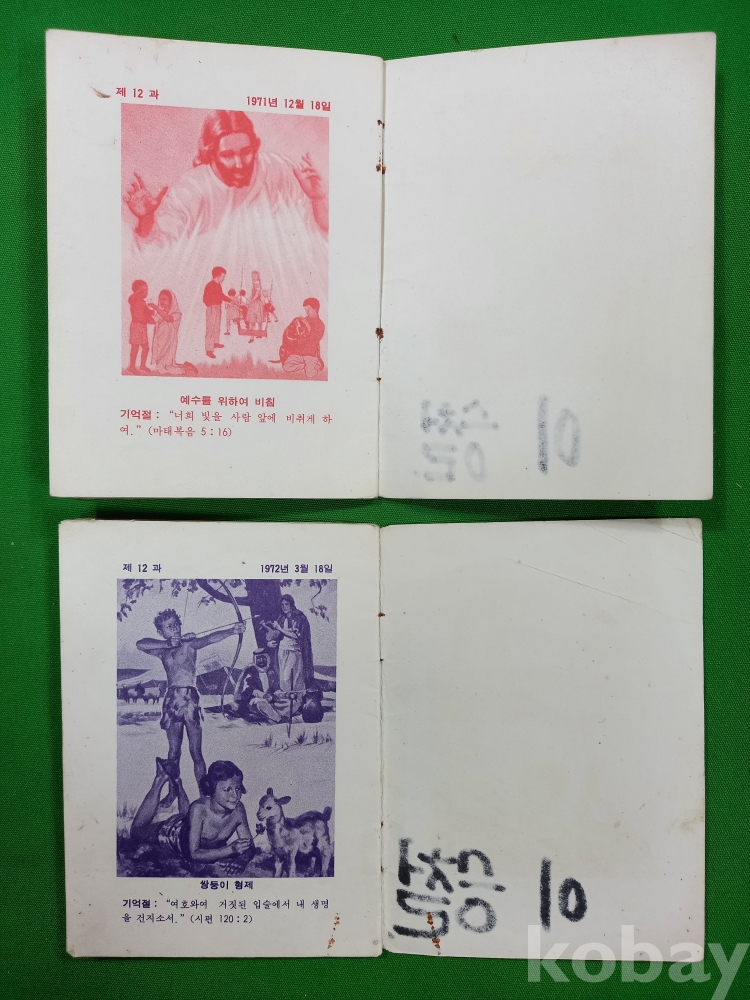 제 12 과
1971년 12월 18일
예수를 위하여 비침
기억절 : “너희 빛을 사람 앞에 비취게 하
여.” (마태복음 5 : 16)
10
제 12 과
1972년 3월 18일
쌍둥이 형제
기억절 : “여호와여 거짓된 입술에서 내 생명
을 건지소서.” (시편 120 : 2)
10
kobay